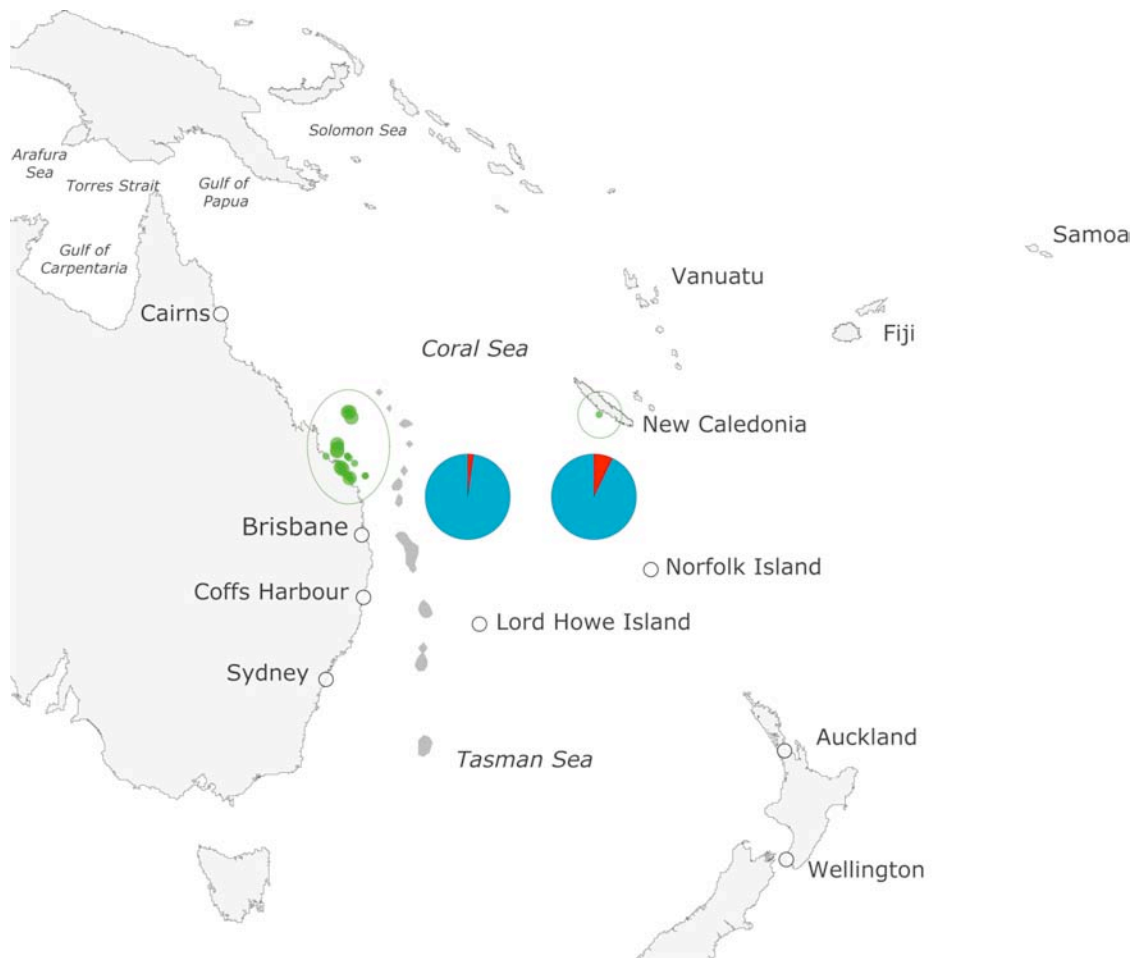 Solomon Sea
Arafura
Sea
Torres Strait
Gulf of
Papua
Samoa
Gulf of
Carpentaria
Vanuatu
Cairns
Fiji
Coral Sea
New Caledonia
Brisbane
Norfolk Island
Coffs Harbour
Lord Howe Island
Sydney
Auckland
Tasman Sea
Wellington